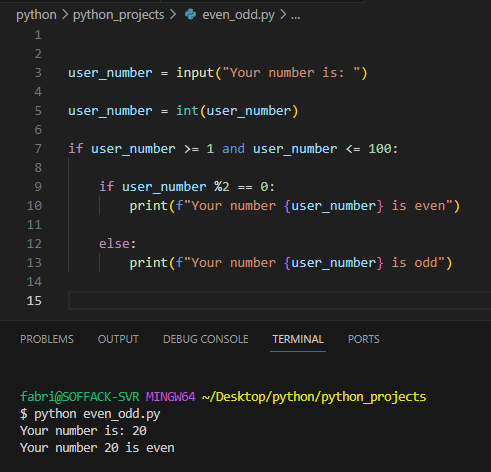 python > python_projects > even_odd.py > ...
1
2
3 user_number = input("Your number is: ")
4
5 user_number = int(user_number)
6
7 if user_number >= 1 and user_number <= 100:
8
9     if user_number %2 == 0:
10         print(f"Your number {user_number} is even")
11
12     else:
13         print(f"Your number {user_number} is odd")
14
15
PROBLEMS OUTPUT DEBUG CONSOLE TERMINAL PORTS
fabri@SOFFACK-SVR MINGW64 ~/Desktop/python/python_projects
$ python even_odd.py
Your number is: 20
Your number 20 is even